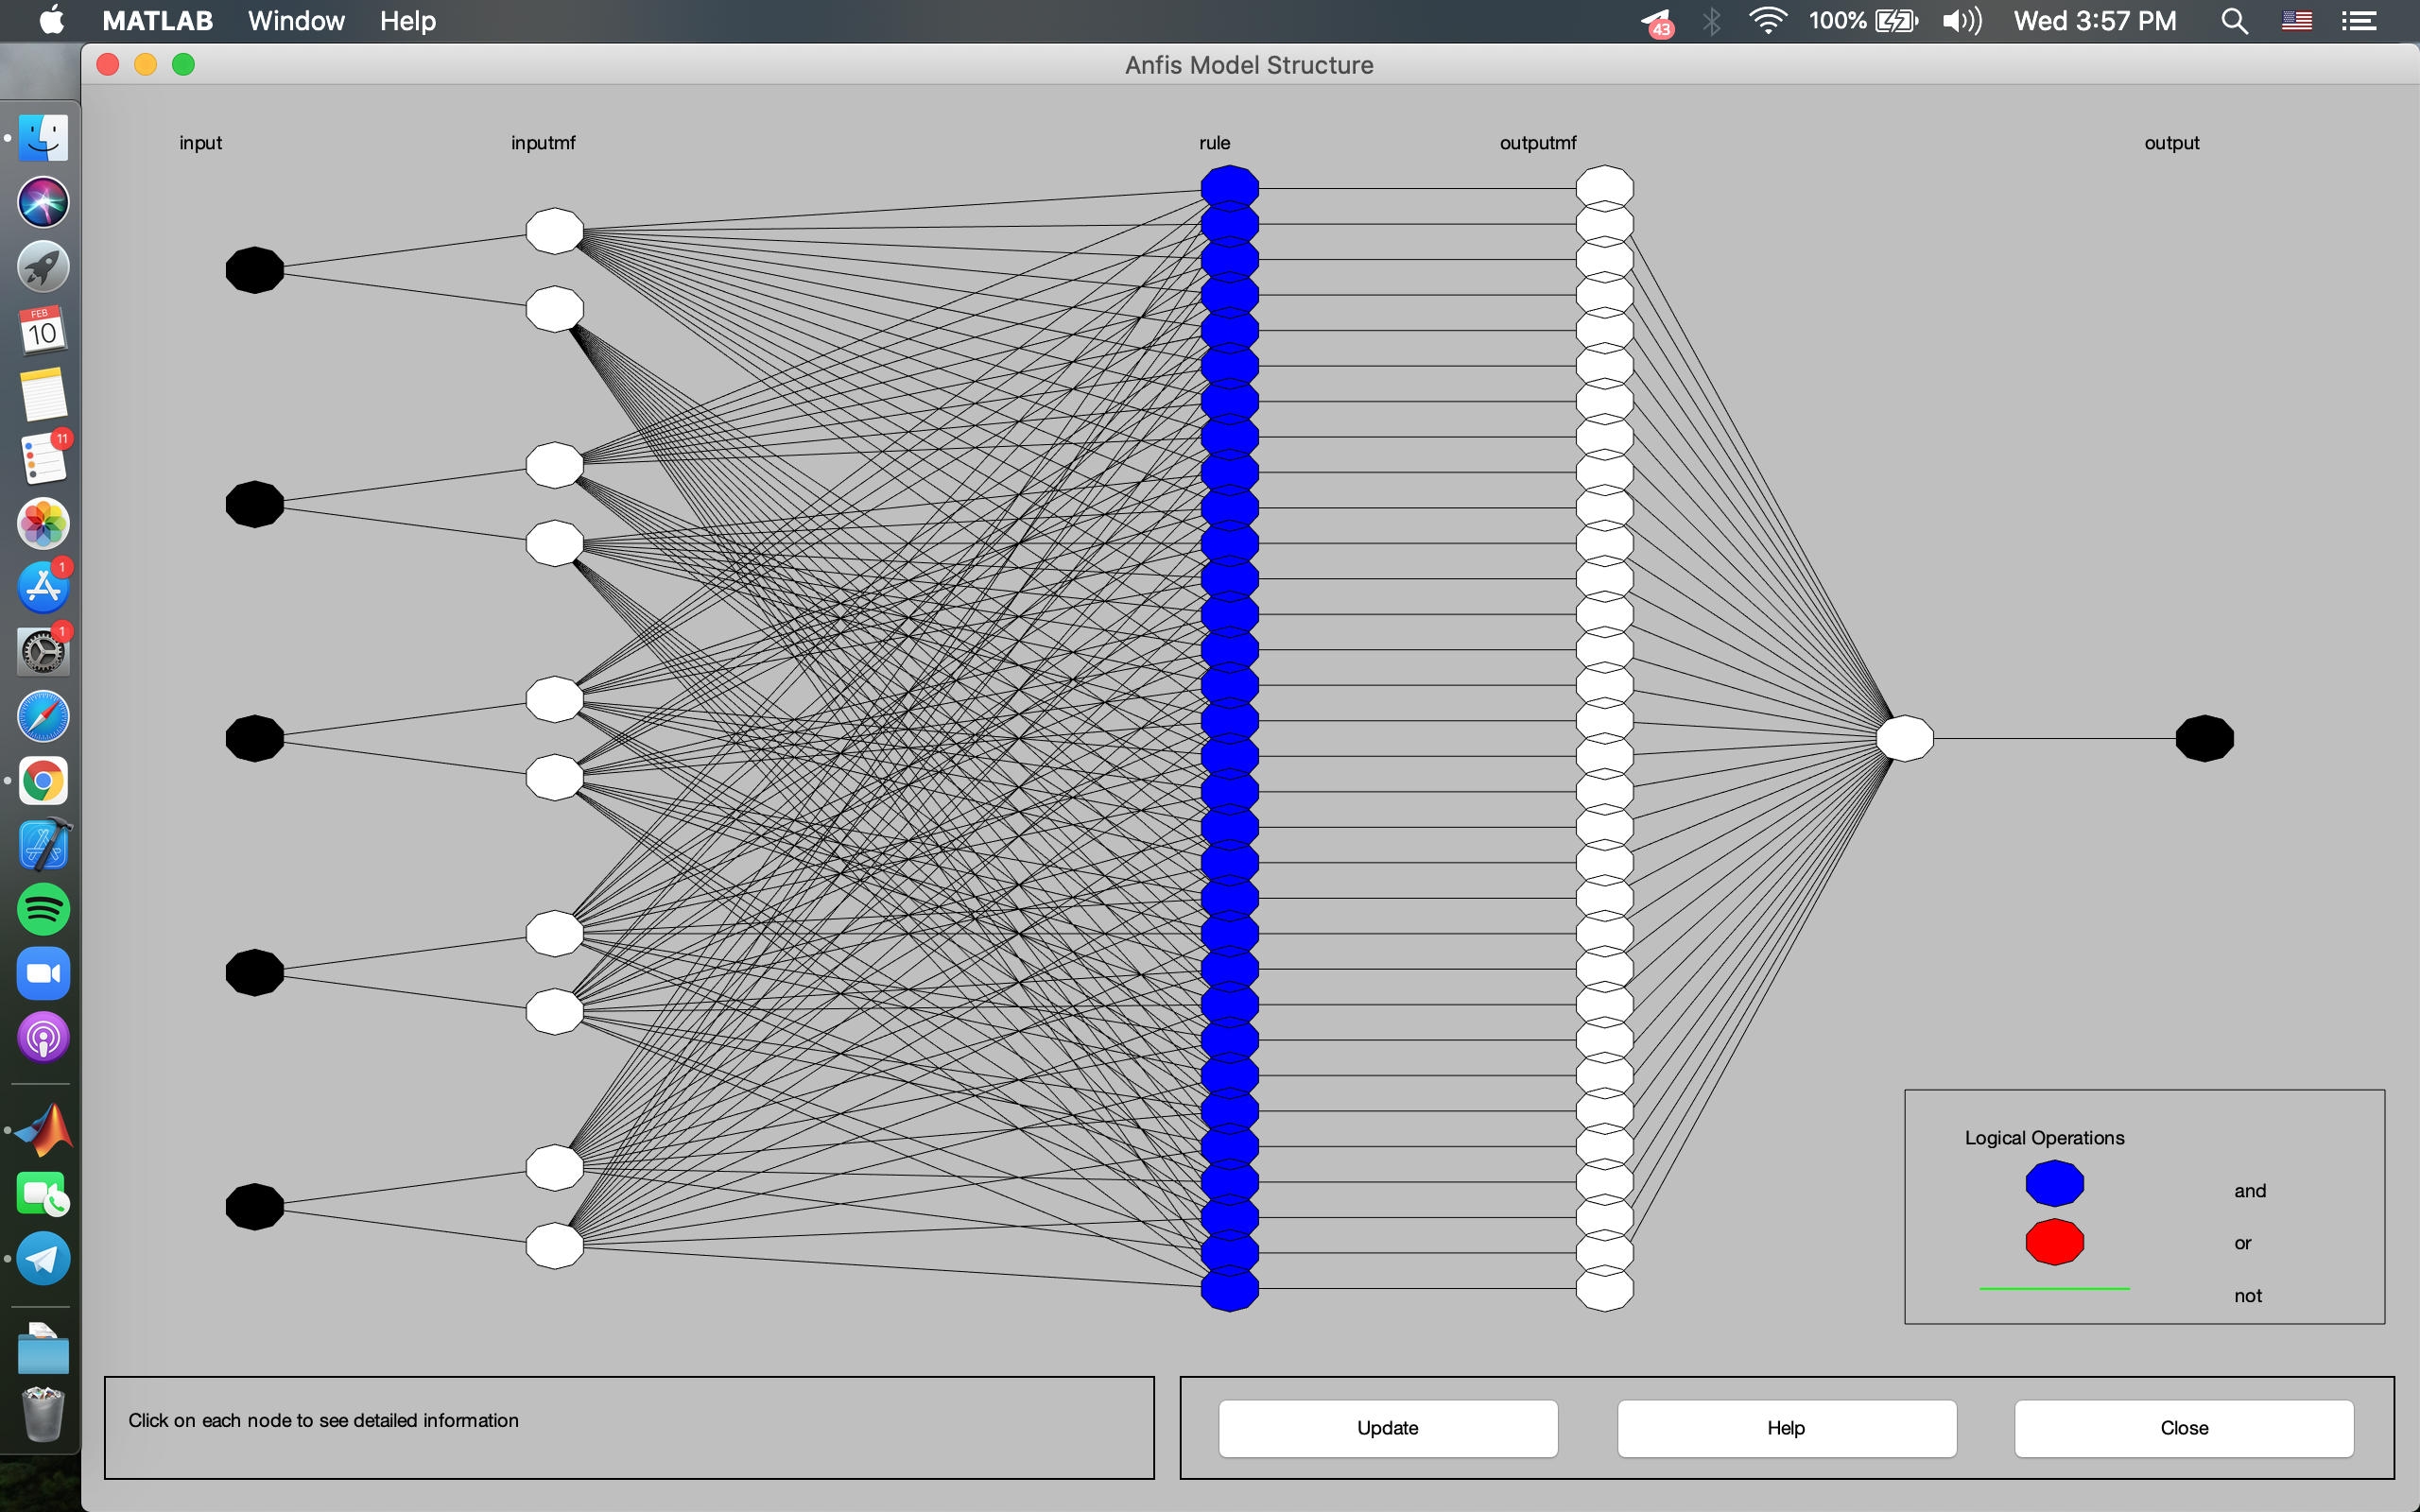 MATLAB Window Help 43 100% Wed 3:57 PM
Anfis Model Structure
input inputmf rule outputmf output
FEB
10
11
1
1
Logical Operations
and
or
not
Click on each node to see detailed information
Update Help Close